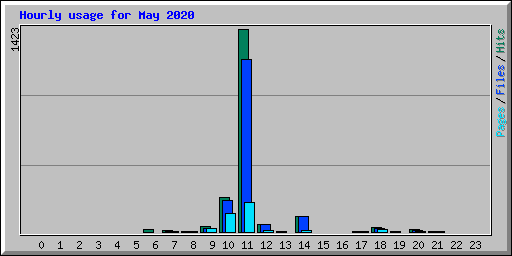 Hourly usage for May 2020
1423
Pages/Files/Hits
0 1 2 3 4 5 6 7 8 9 10 11 12 13 14 15 16 17 18 19 20 21 22 23